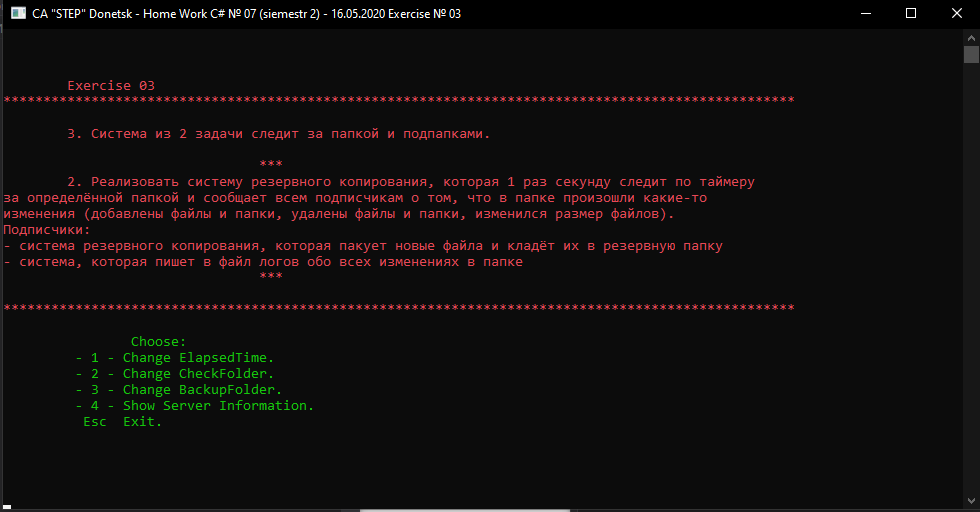 CA "STEP" Donetsk - Home Work C# № 07 (siemestr 2) - 16.05.2020 Exercise № 03
Exercise 03
***************************************************************************************************
3. Система из 2 задачи следит за папкой и подпапками.
***
2. Реализовать систему резервного копирования, которая 1 раз секунду следит по таймеру
за определённой папкой и сообщает всем подписчикам о том, что в папке произошли какие-то
изменения (добавлены файлы и папки, удалены файлы и папки, изменился размер файлов).
Подписчики:
- система резервного копирования, которая пакует новые файла и кладёт их в резервную папку
- система, которая пишет в файл логов обо всех изменениях в папке
***
***************************************************************************************************
Choose:
- 1 - Change ElapsedTime.
- 2 - Change CheckFolder.
- 3 - Change BackupFolder.
- 4 - Show Server Information.
Esc  Exit.